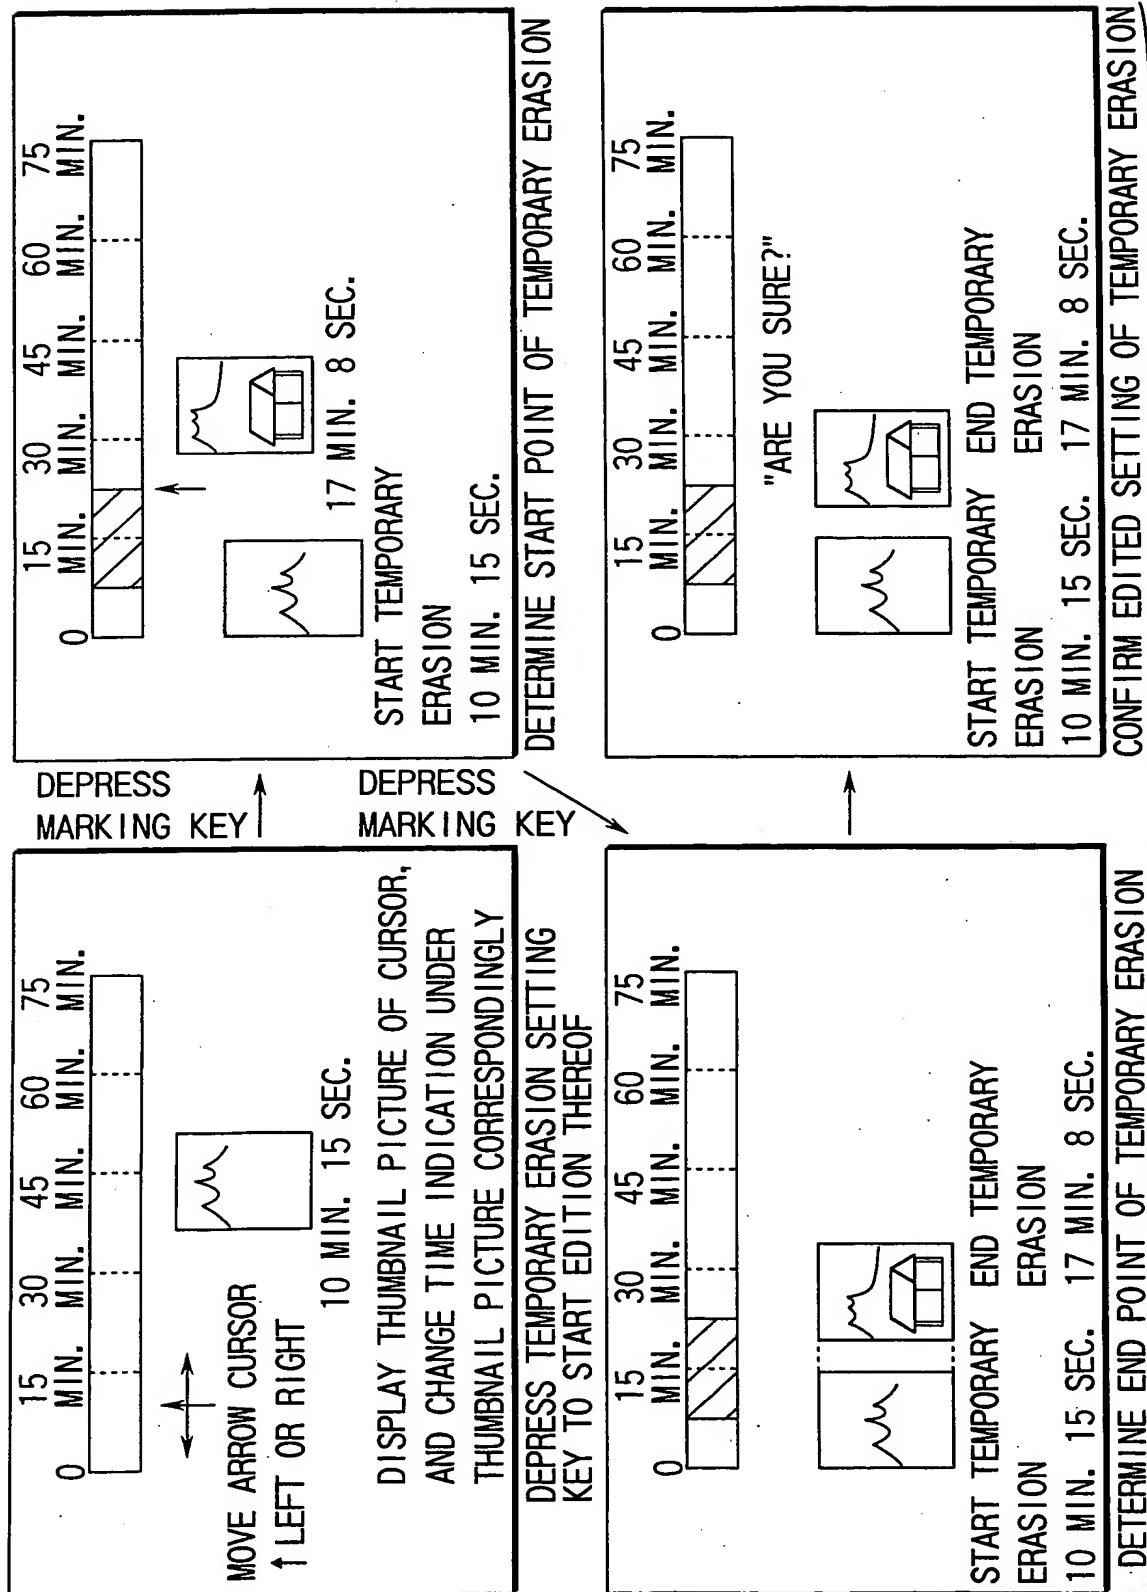 0 15 30 45 60 75
MIN. MIN. MIN. MIN. MIN.
MOVE ARROW CURSOR
↑ LEFT OR RIGHT
10 MIN. 15 SEC.
DISPLAY THUMBNAIL PICTURE OF CURSOR,
AND CHANGE TIME INDICATION UNDER
THUMBNAIL PICTURE CORRESPONDINGLY
DEPRESS TEMPORARY ERASION SETTING
KEY TO START EDITION THEREOF
DEPRESS
MARKING KEY
0 15 30 45 60 75
MIN. MIN. MIN. MIN. MIN.
17 MIN. 8 SEC.
START TEMPORARY
ERASION
10 MIN. 15 SEC.
DETERMINE START POINT OF TEMPORARY ERASION
DEPRESS
MARKING KEY
0 15 30 45 60 75
MIN. MIN. MIN. MIN. MIN.
START TEMPORARY END TEMPORARY
ERASION ERASION
10 MIN. 15 SEC. 17 MIN. 8 SEC.
DETERMINE END POINT OF TEMPORARY ERASION
0 15 30 45 60 75
MIN. MIN. MIN. MIN. MIN.
"ARE YOU SURE?"
START TEMPORARY END TEMPORARY
ERASION ERASION
10 MIN. 15 SEC. 17 MIN. 8 SEC.
CONFIRM EDITED SETTING OF TEMPORARY ERASION